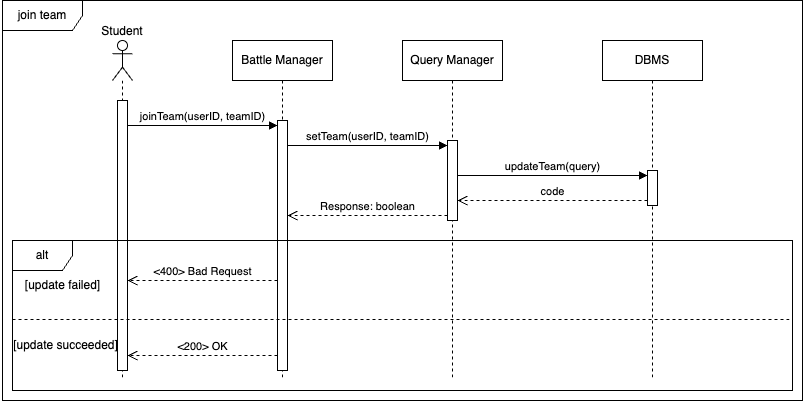 join team
Student
Battle Manager
Query Manager
DBMS
joinTeam(userID, teamID)
setTeam(userID, teamID)
updateTeam(query)
code
Response: boolean
alt
<400> Bad Request
[update failed]
[update succeeded]
<200> OK